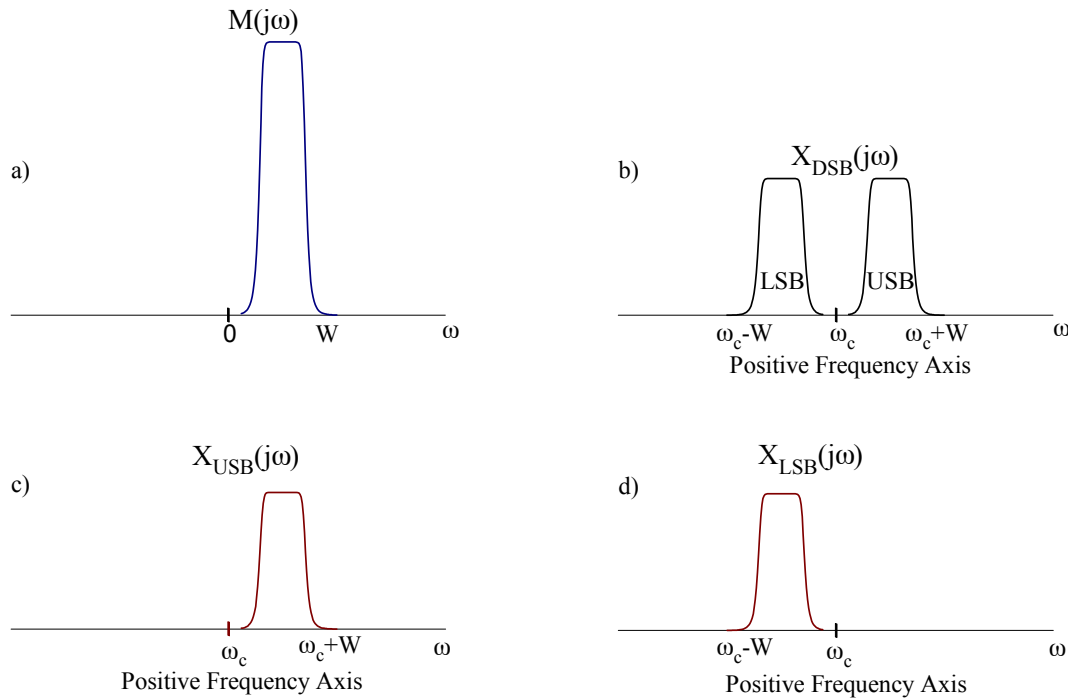 M(jω)
a)
0
W
ω
X_DSB(jω)
b)
LSB
USB
ω_c-W
ω_c
ω_c+W
ω
Positive Frequency Axis
X_USB(jω)
c)
ω_c
ω_c+W
ω
Positive Frequency Axis
X_LSB(jω)
d)
ω_c-W
ω_c
ω
Positive Frequency Axis